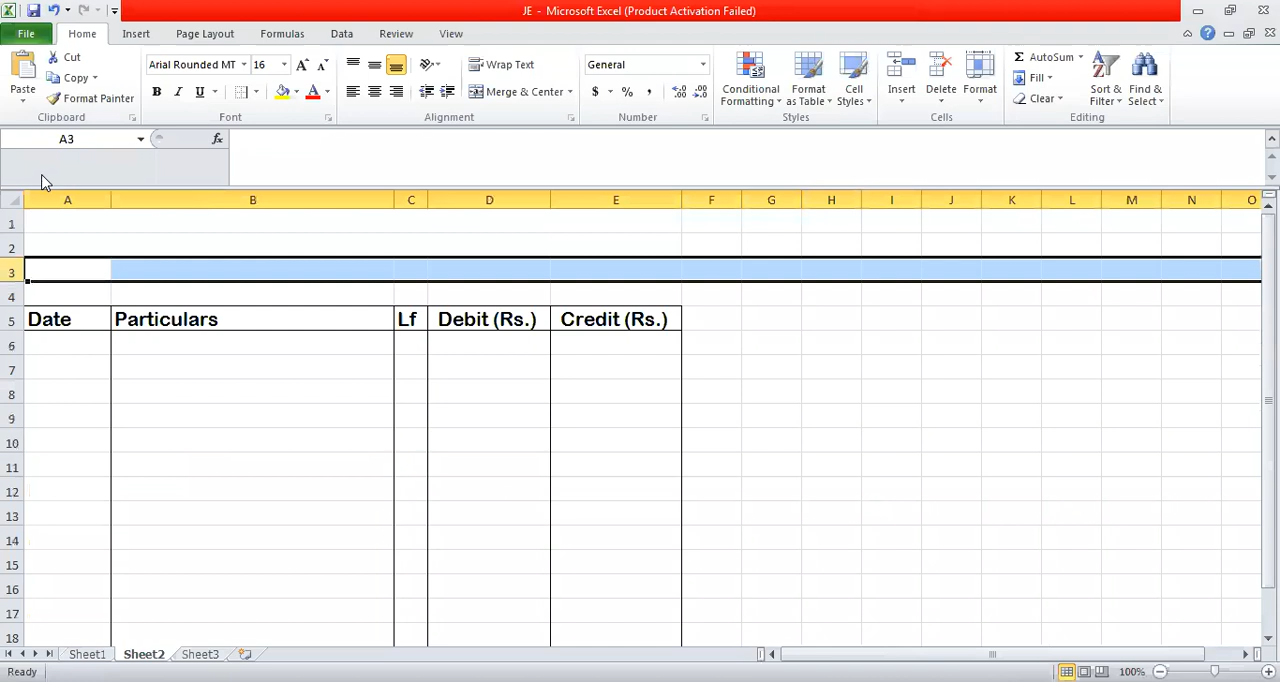 JE - Microsoft Excel (Product Activation Failed)
File Home Insert Page Layout Formulas Data Review View
Paste Cut Copy Format Painter
Arial Rounded MT 16 A A
B I U A
Wrap Text
Merge & Center
General
$ % , .0 .00 .00 .0
Conditional Formatting
Format as Table
Cell Styles
Insert Delete Format
Σ AutoSum Fill Clear
Sort & Filter
Find & Select
Clipboard Font Alignment Number Styles Cells Editing
A3 fx
A B C D E F G H I J K L M N O
1
2
3
4
5 Date Particulars Lf Debit (Rs.) Credit (Rs.)
6
7
8
9
10
11
12
13
14
15
16
17
18
Sheet1 Sheet2 Sheet3
Ready 100%